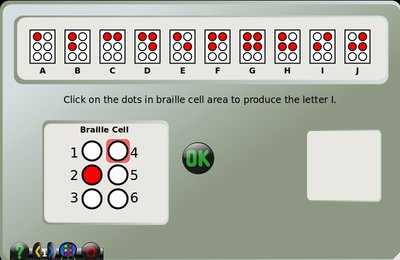 A B C D E F G H I J
Click on the dots in braille cell area to produce the letter I.
Braille Cell
1 4
2 5
3 6
OK
?